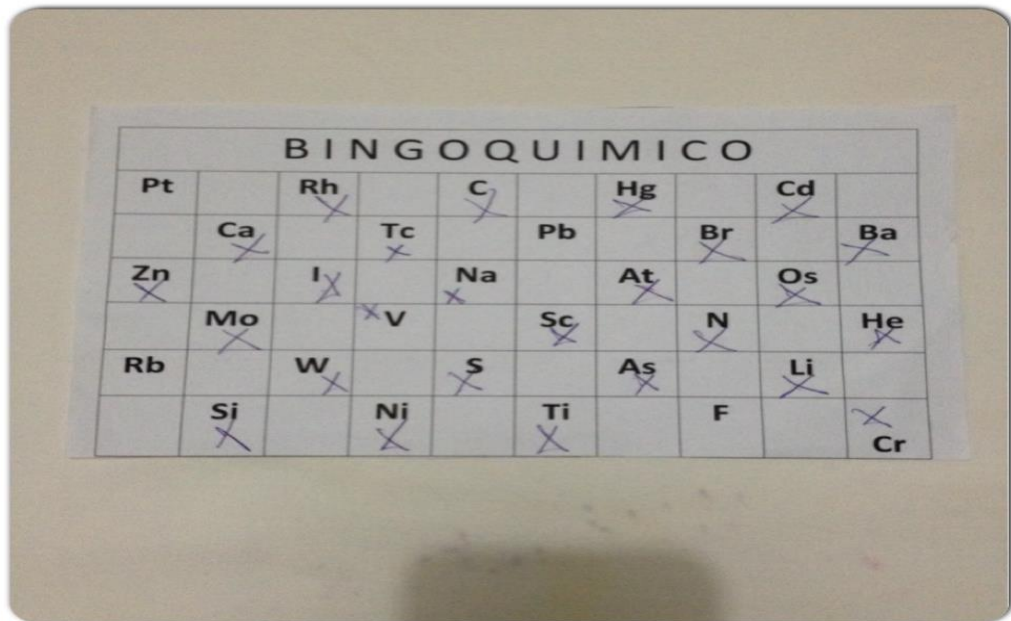 BINGOQUIMICO
Pt Rh C Hg Cd
Ca Tc Pb Br Ba
Zn I Na At Os
Mo V Sc N He
Rb W S As Li
Si Ni Ti F Cr